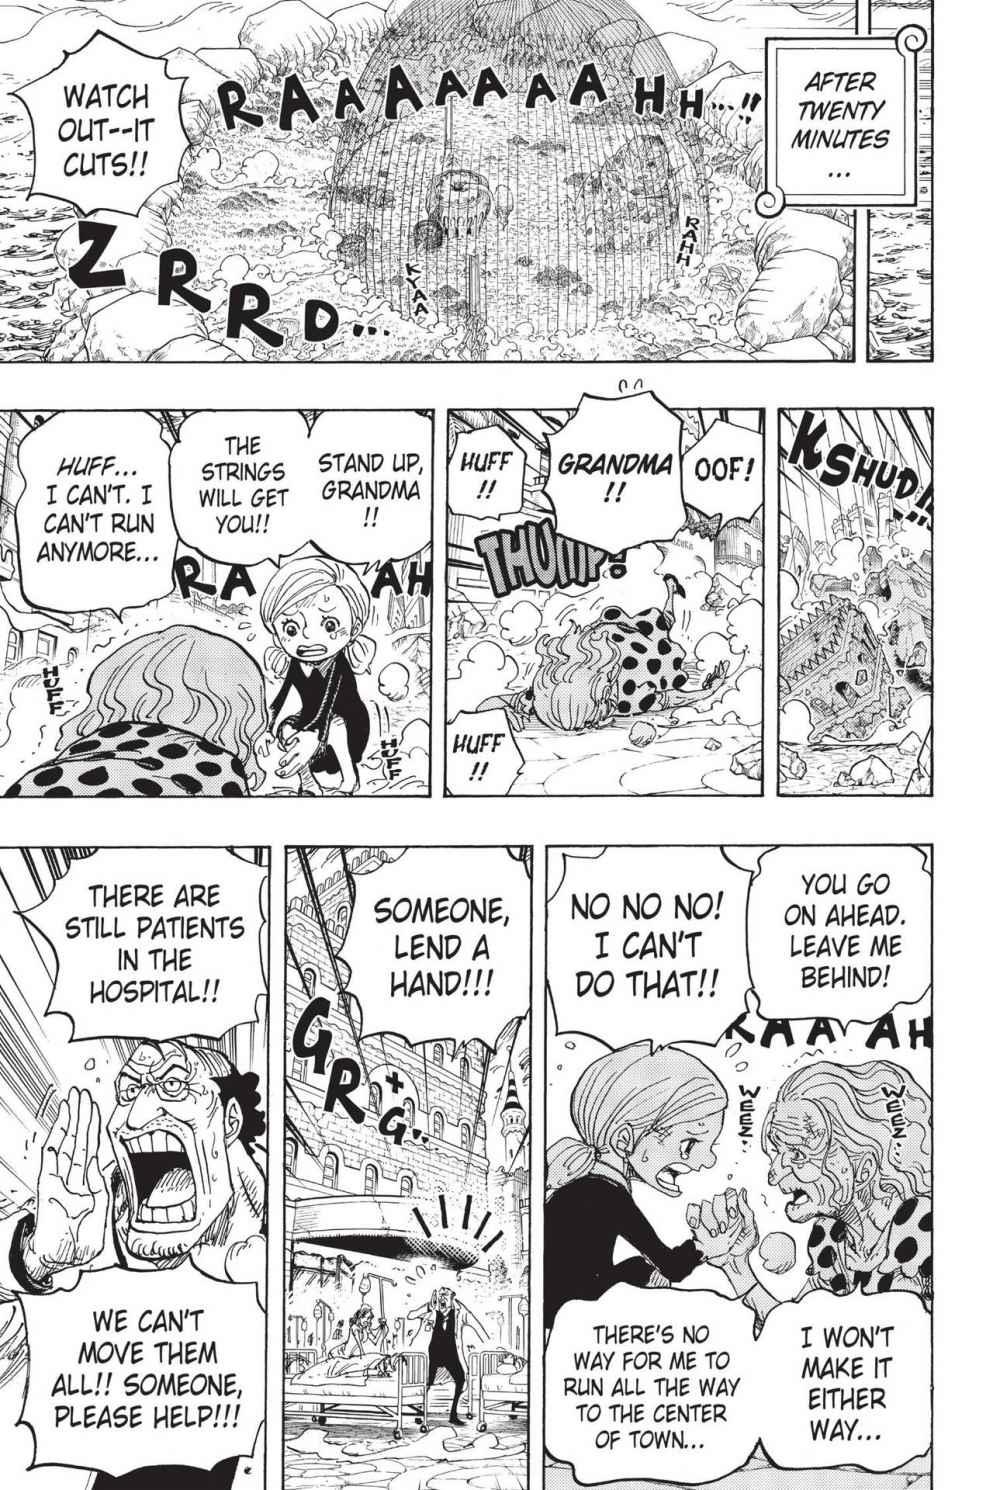 AFTER
TWENTY
MINUTES
...
RAAAAAAAHH...!!
WATCH
OUT--IT
CUTS!!
RAHH
KYAA
ZRRD...
KSHUD!!...
OOF!
GRANDMA
!!
HUFF
!!
THUMP!
HUFF
!!
STAND UP,
GRANDMA
!!
THE
STRINGS
WILL GET
YOU!!
HUFF...
I CAN'T. I
CAN'T RUN
ANYMORE...
RA AH
HUFF
HUFF
YOU GO
ON AHEAD.
LEAVE ME
BEHIND!
NO NO NO!
I CAN'T
DO THAT!!
RAAAAH
WEEZ..
WEEZ..
I WON'T
MAKE IT
EITHER
WAY...
THERE'S NO
WAY FOR ME TO
RUN ALL THE WAY
TO THE CENTER
OF TOWN...
SOMEONE,
LEND A
HAND!!!
GRRG..
THERE ARE
STILL PATIENTS
IN THE
HOSPITAL!!
WE CAN'T
MOVE THEM
ALL!! SOMEONE,
PLEASE HELP!!!